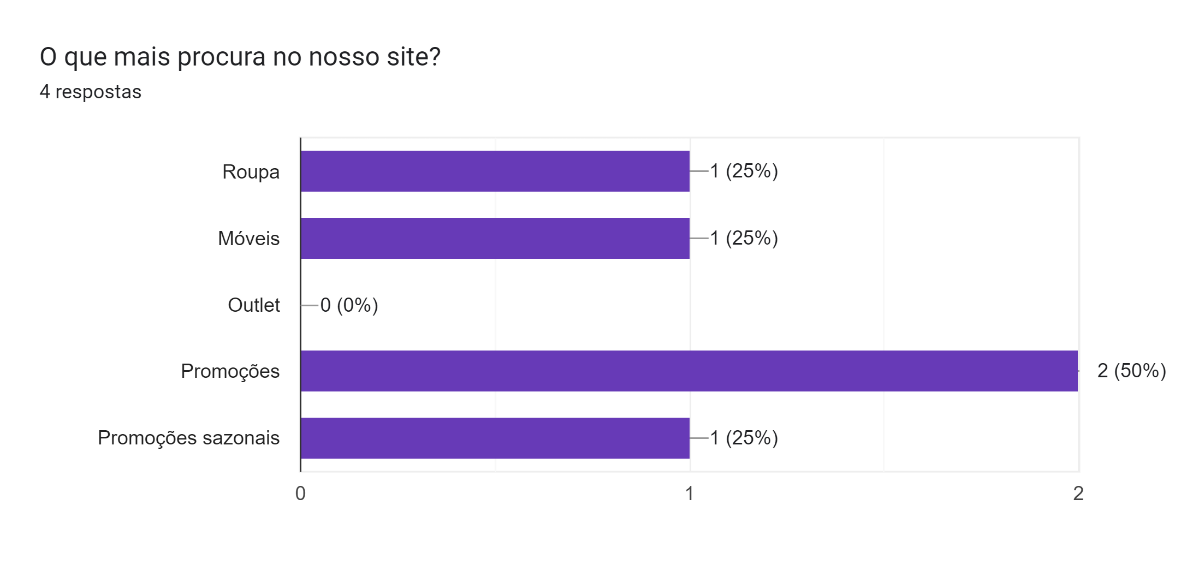 O que mais procura no nosso site?
4 respostas
Roupa 1 (25%)
Móveis 1 (25%)
Outlet 0 (0%)
Promoções 2 (50%)
Promoções sazonais 1 (25%)
0 1 2